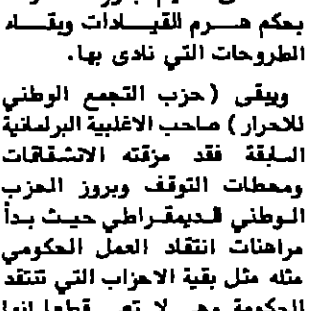 بحكم هرم القيادات وبقاء
الطروحات التي نادى بها.
ويبقى (حزب التجمع الوطني
للاحرار) صاحب الاغلبية البرلمانية
السابقة فقد مزقته الانشقاقات
ومحطات التوقف وبروز الحزب
الوطني الديمقراطي حيث بدأ
مراهنات انتقاد العمل الحكومي
مثله مثل بقية الاحزاب التي تنتقد
الحكومة وهي لا تعي قطعا انها